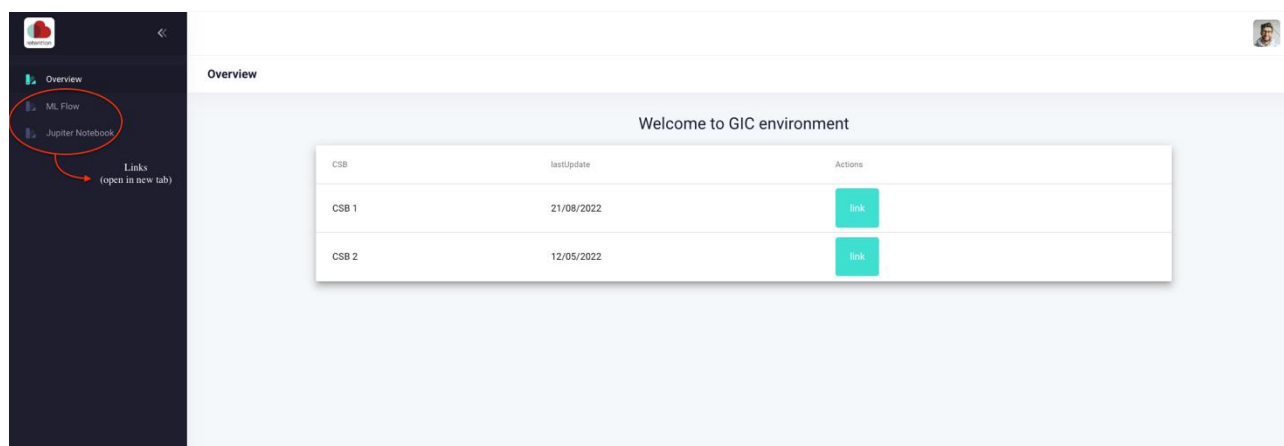 retention
Overview
ML Flow
Jupiter Notebook
Links
(open in new tab)
Overview
Welcome to GIC environment
CSB lastUpdate Actions
CSB 1 21/08/2022 link
CSB 2 12/05/2022 link